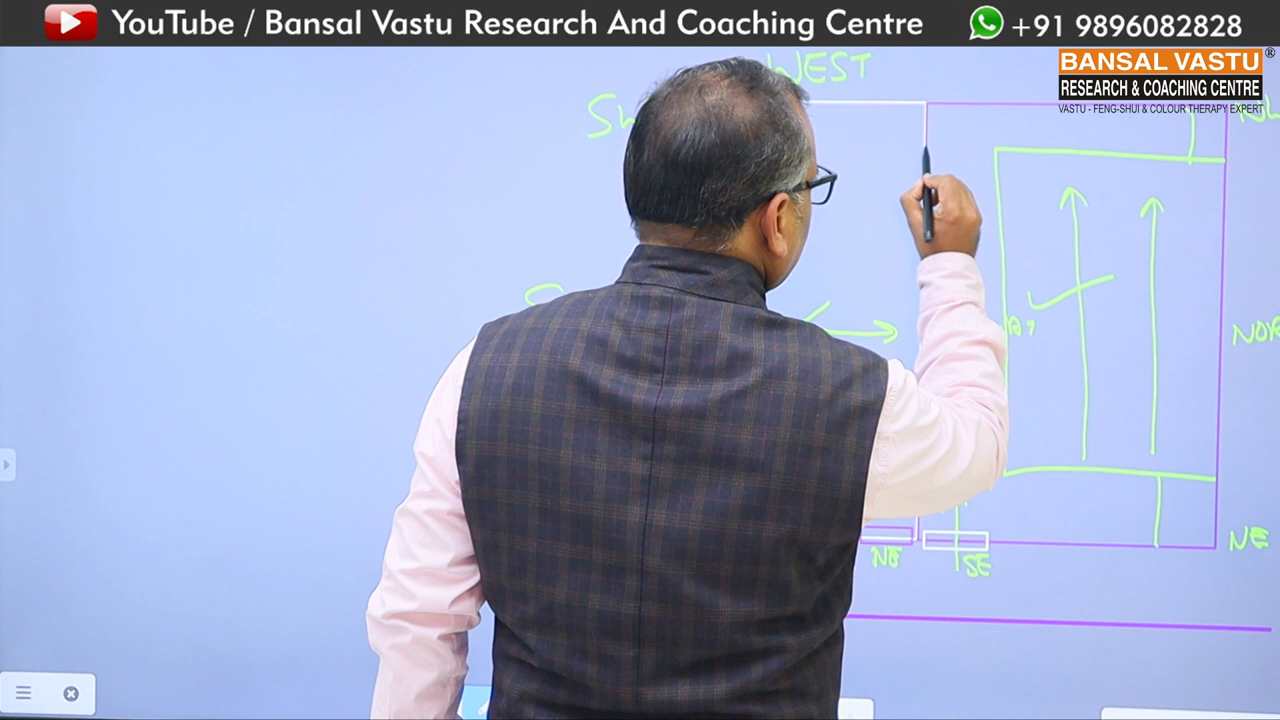 YouTube / Bansal Vastu Research And Coaching Centre +91 9896082828
BANSAL VASTU®
RESEARCH & COACHING CENTRE
VASTU - FENG-SHUI & COLOUR THERAPY EXPERT
WEST
NE
NE
SE